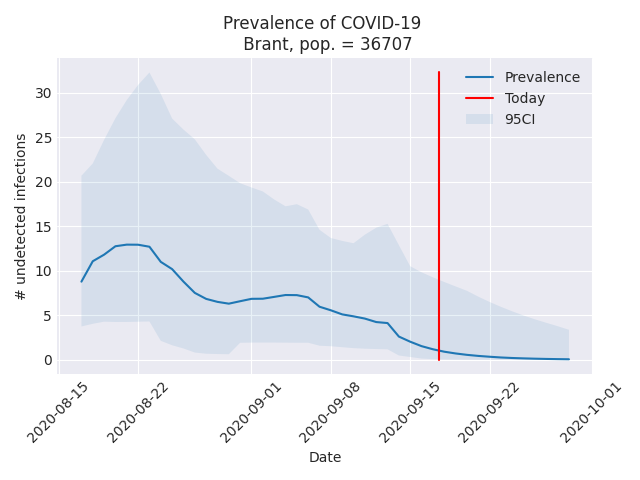 Prevalence of COVID-19
Brant, pop. = 36707
Prevalence
Today
95CI
# undetected infections
30
25
20
15
10
5
0
2020-08-15
2020-08-22
2020-09-01
2020-09-08
2020-09-15
2020-09-22
2020-10-01
Date